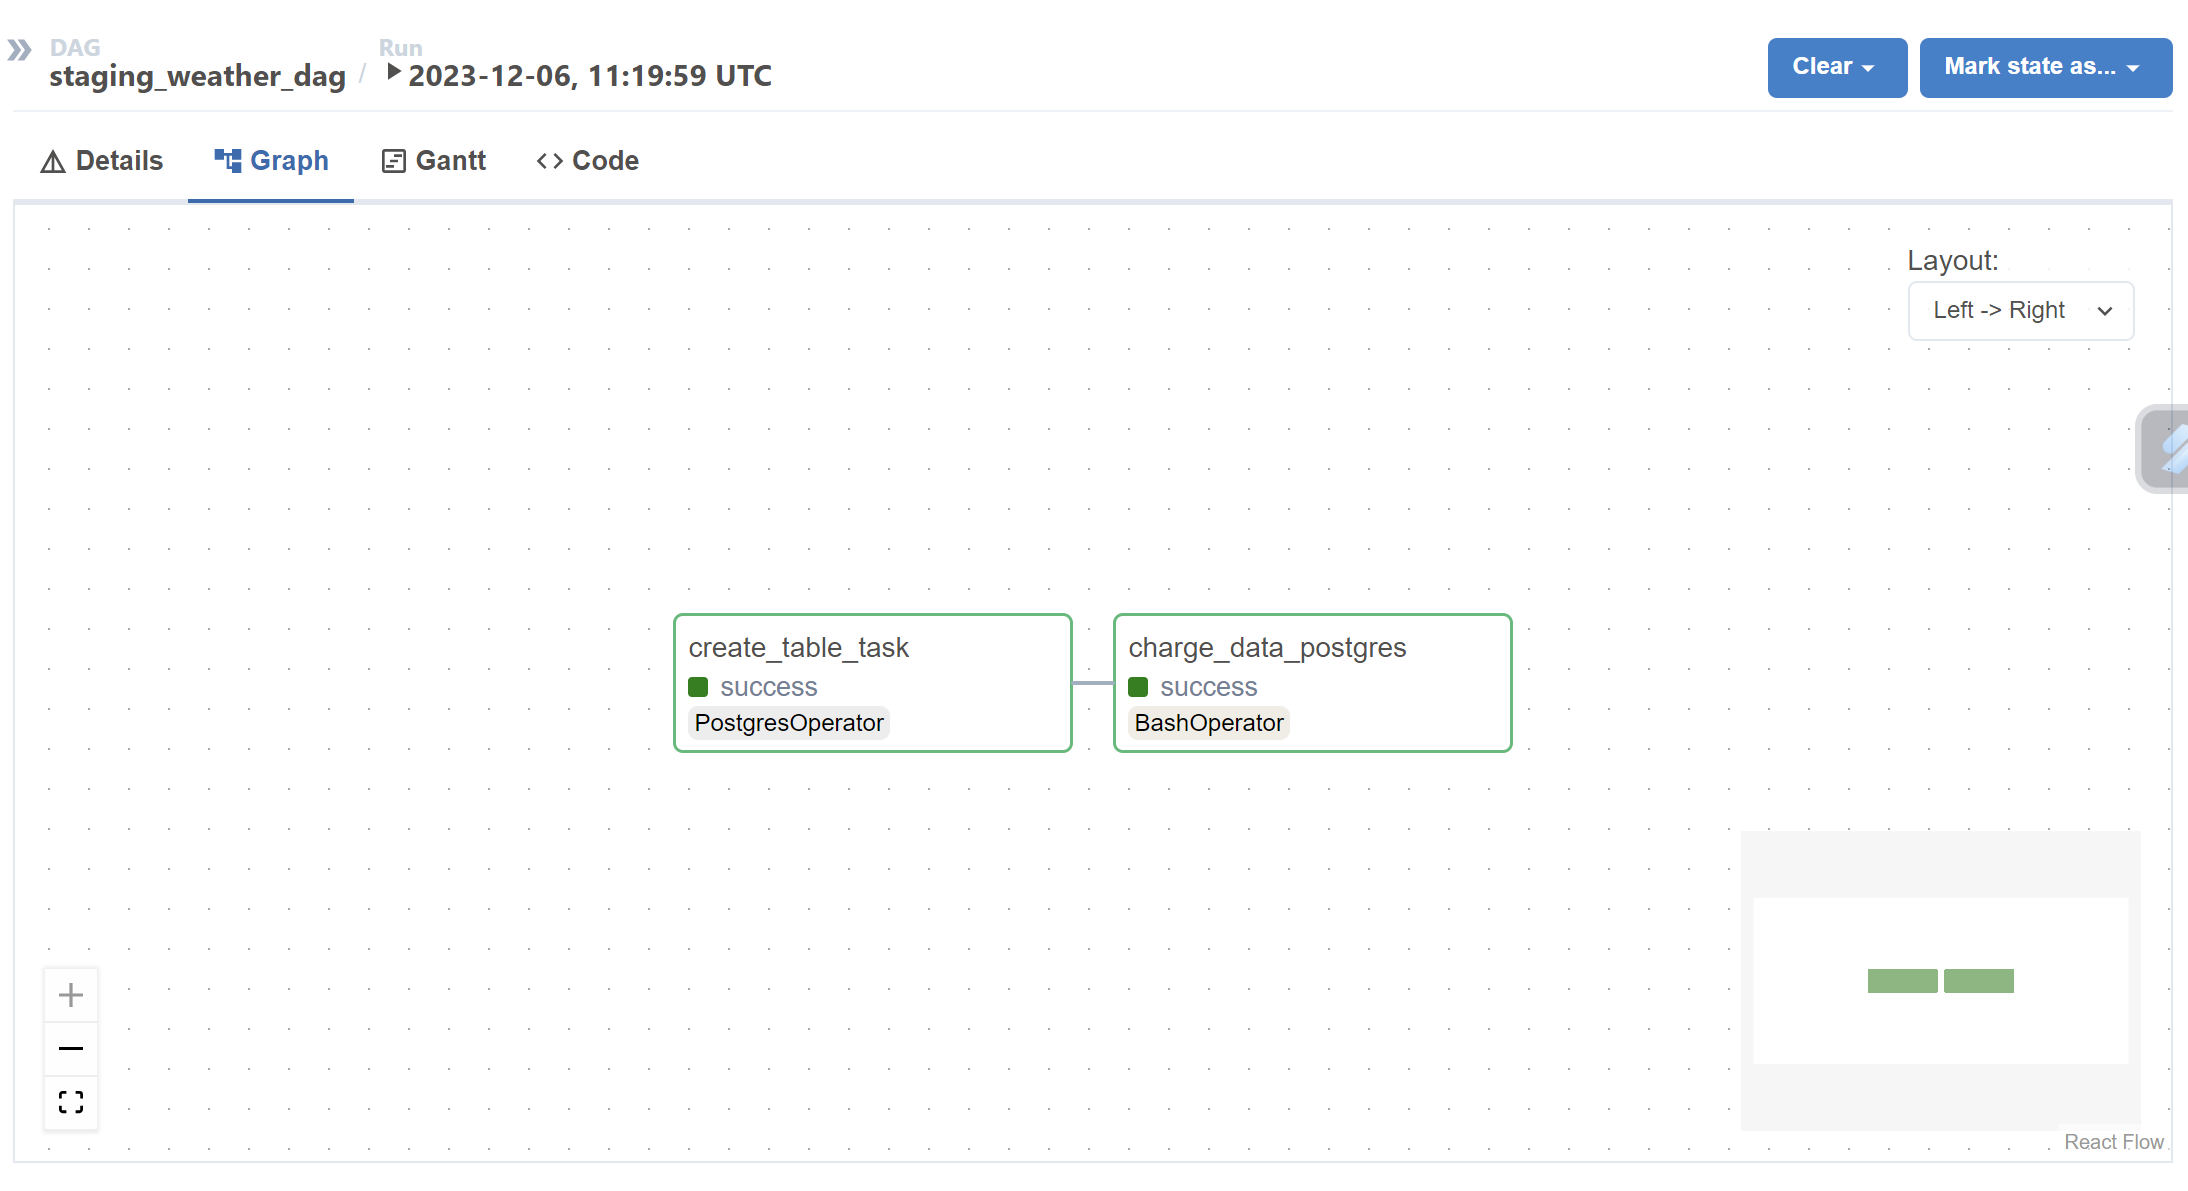 DAG
staging_weather_dag
/
Run
2023-12-06, 11:19:59 UTC
Clear
Mark state as...
Details
Graph
Gantt
Code
Layout:
Left -> Right
create_table_task
success
PostgresOperator
charge_data_postgres
success
BashOperator
React Flow